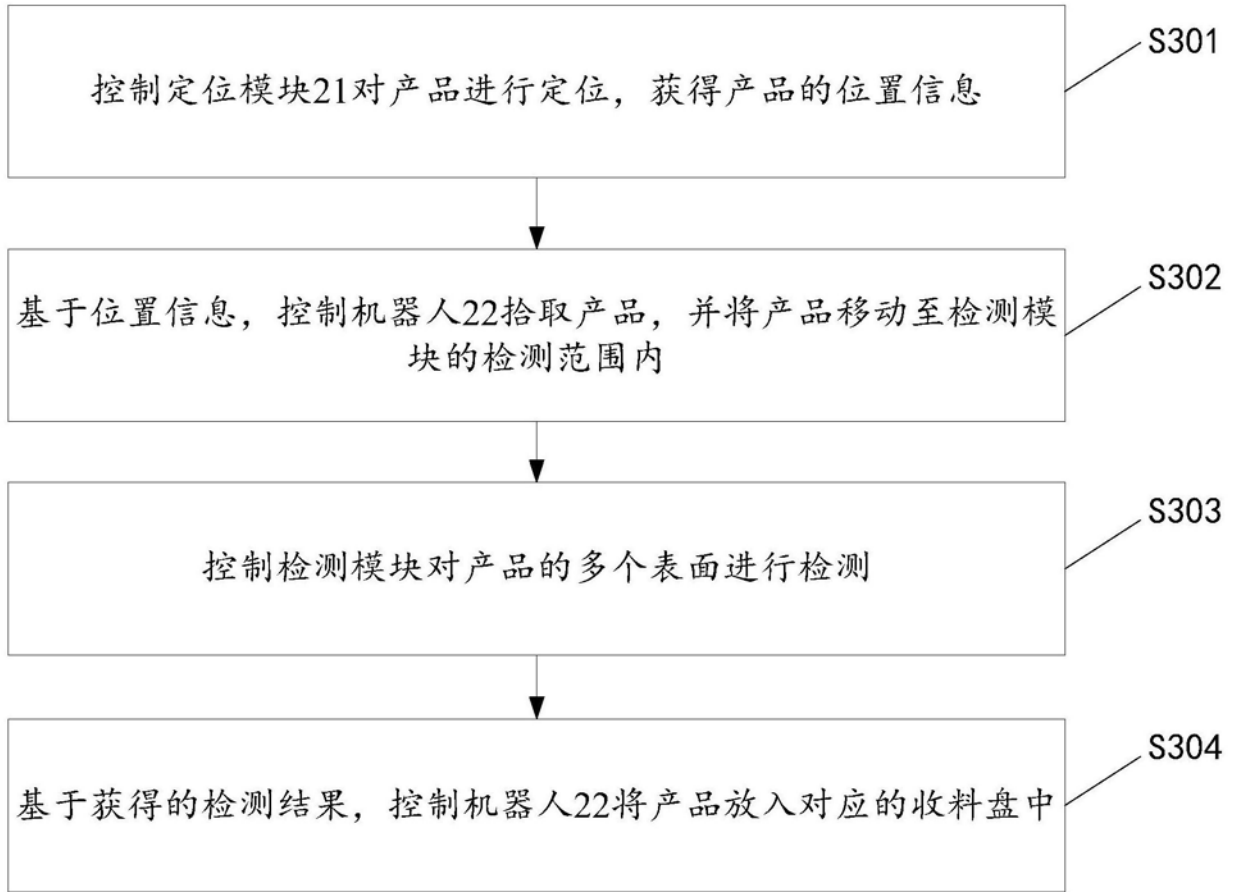 控制定位模块21对产品进行定位，获得产品的位置信息
S301
基于位置信息，控制机器人22拾取产品，并将产品移动至检测模
块的检测范围内
S302
控制检测模块对产品的多个表面进行检测
S303
基于获得的检测结果，控制机器人22将产品放入对应的收料盘中
S304